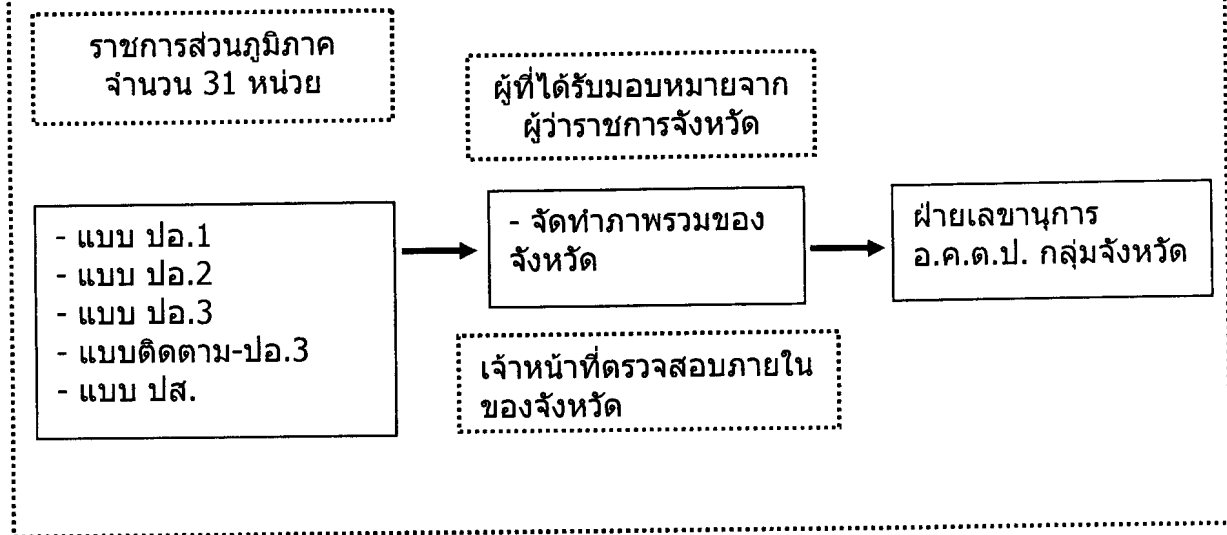 ราชการส่วนภูมิภาค
จำนวน 31 หน่วย
ผู้ที่ได้รับมอบหมายจาก
ผู้ว่าราชการจังหวัด
- แบบ ปอ.1
- แบบ ปอ.2
- แบบ ปอ.3
- แบบติดตาม-ปอ.3
- แบบ ปส.
- จัดทำภาพรวมของ
จังหวัด
ฝ่ายเลขานุการ
อ.ค.ต.ป. กลุ่มจังหวัด
เจ้าหน้าที่ตรวจสอบภายใน
ของจังหวัด